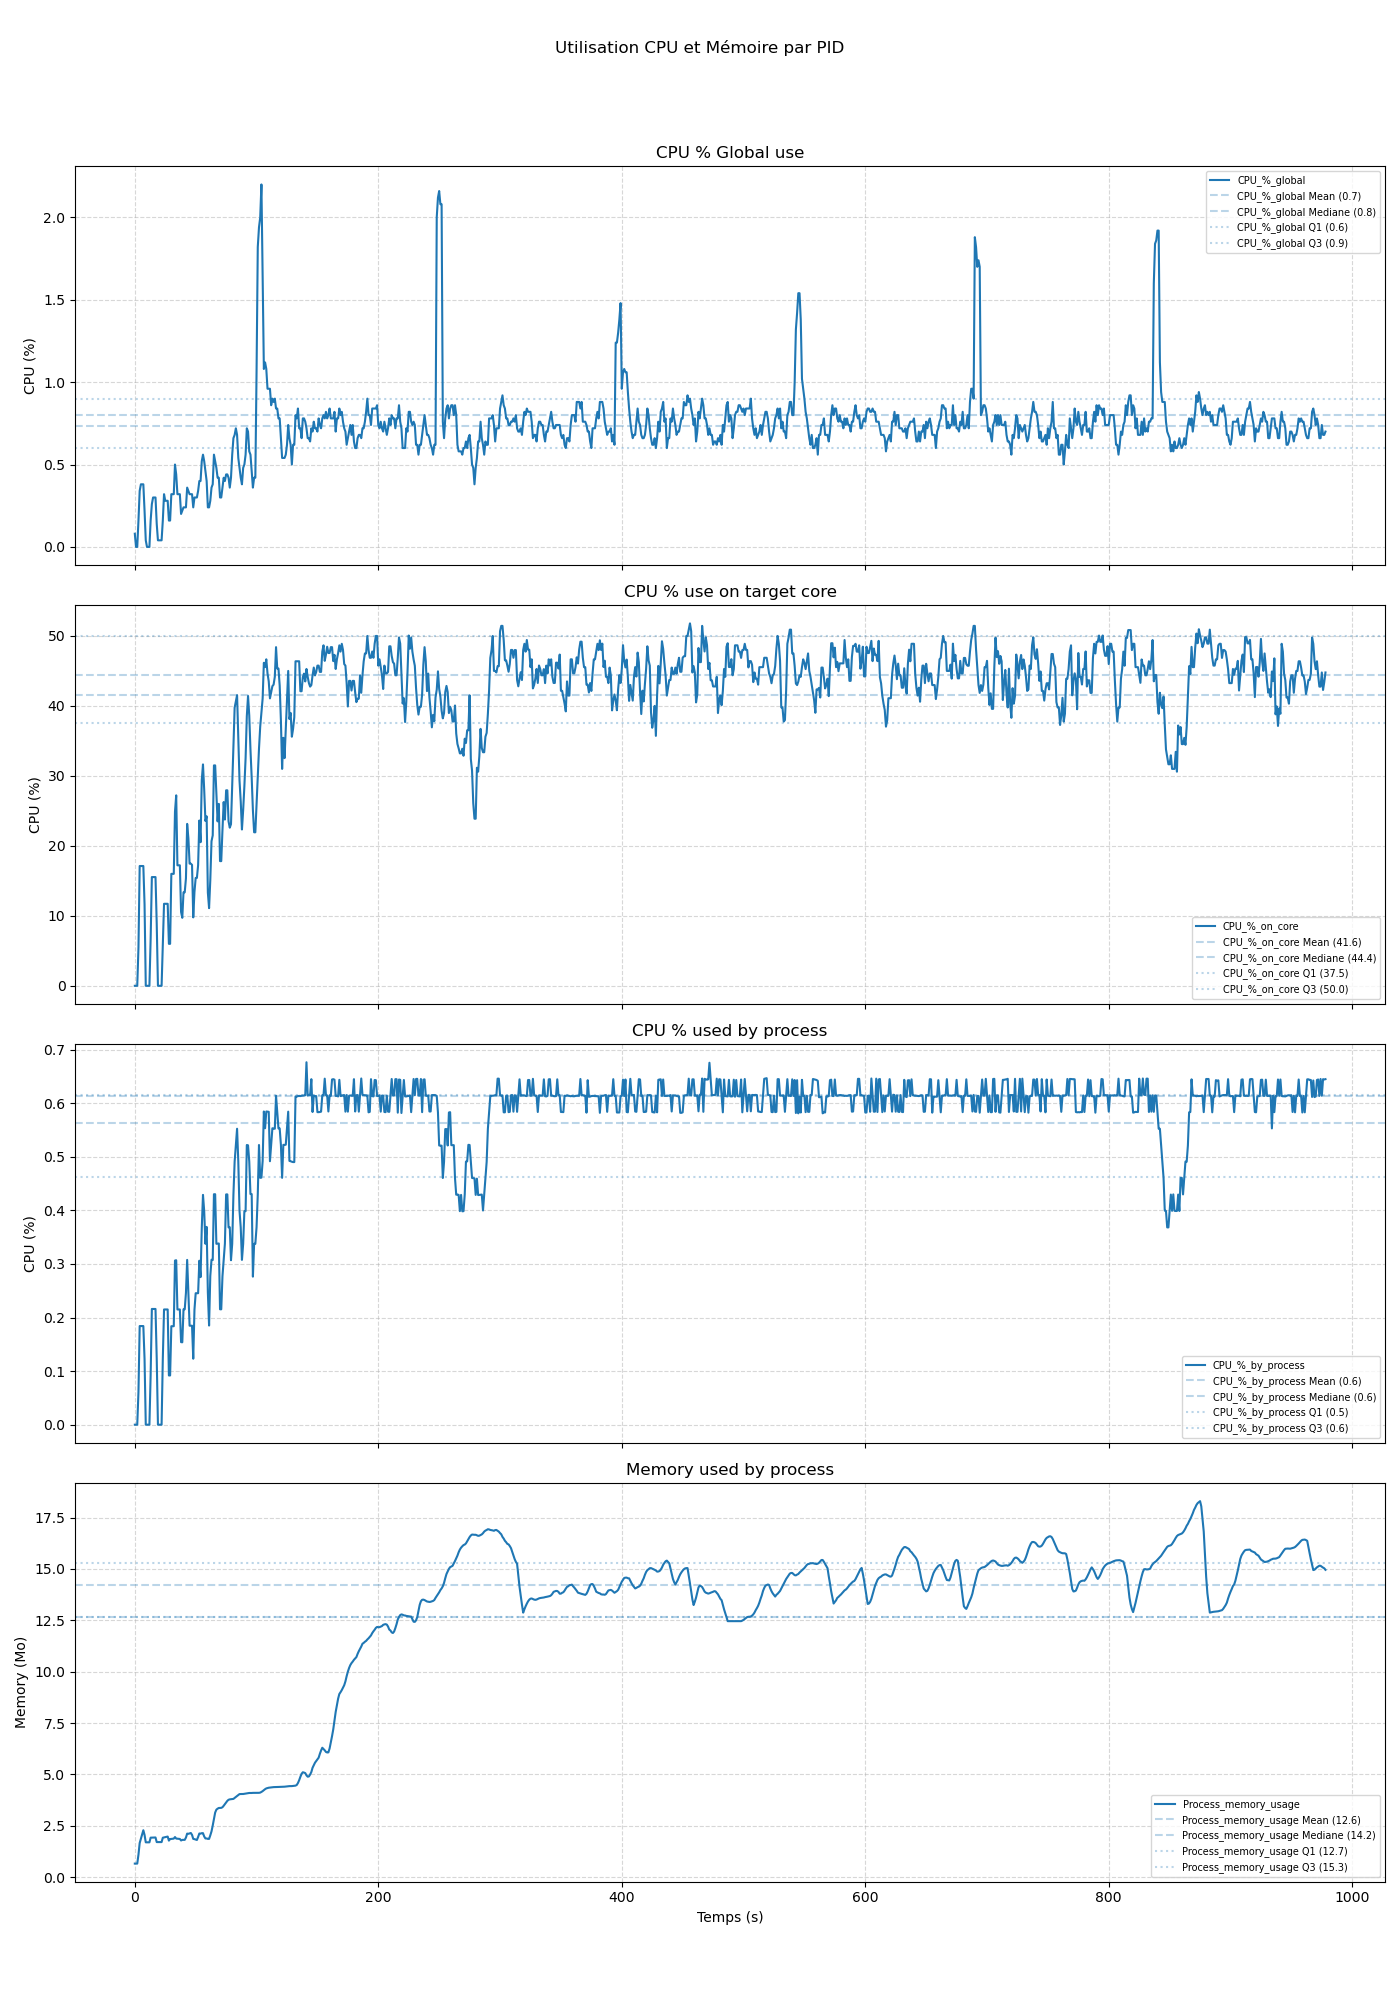 Utilisation CPU et Mémoire par PID
CPU % Global use
2.0
1.5
1.0
0.5
0.0
CPU (%)
CPU_%_global
CPU_%_global Mean (0.7)
CPU_%_global Mediane (0.8)
CPU_%_global Q1 (0.6)
CPU_%_global Q3 (0.9)
CPU % use on target core
50
40
30
20
10
0
CPU (%)
CPU_%_on_core
CPU_%_on_core Mean (41.6)
CPU_%_on_core Mediane (44.4)
CPU_%_on_core Q1 (37.5)
CPU_%_on_core Q3 (50.0)
CPU % used by process
0.7
0.6
0.5
0.4
0.3
0.2
0.1
0.0
CPU (%)
CPU_%_by_process
CPU_%_by_process Mean (0.6)
CPU_%_by_process Mediane (0.6)
CPU_%_by_process Q1 (0.5)
CPU_%_by_process Q3 (0.6)
Memory used by process
17.5
15.0
12.5
10.0
7.5
5.0
2.5
0.0
Memory (Mo)
Process_memory_usage
Process_memory_usage Mean (12.6)
Process_memory_usage Mediane (14.2)
Process_memory_usage Q1 (12.7)
Process_memory_usage Q3 (15.3)
0 200 400 600 800 1000
Temps (s)